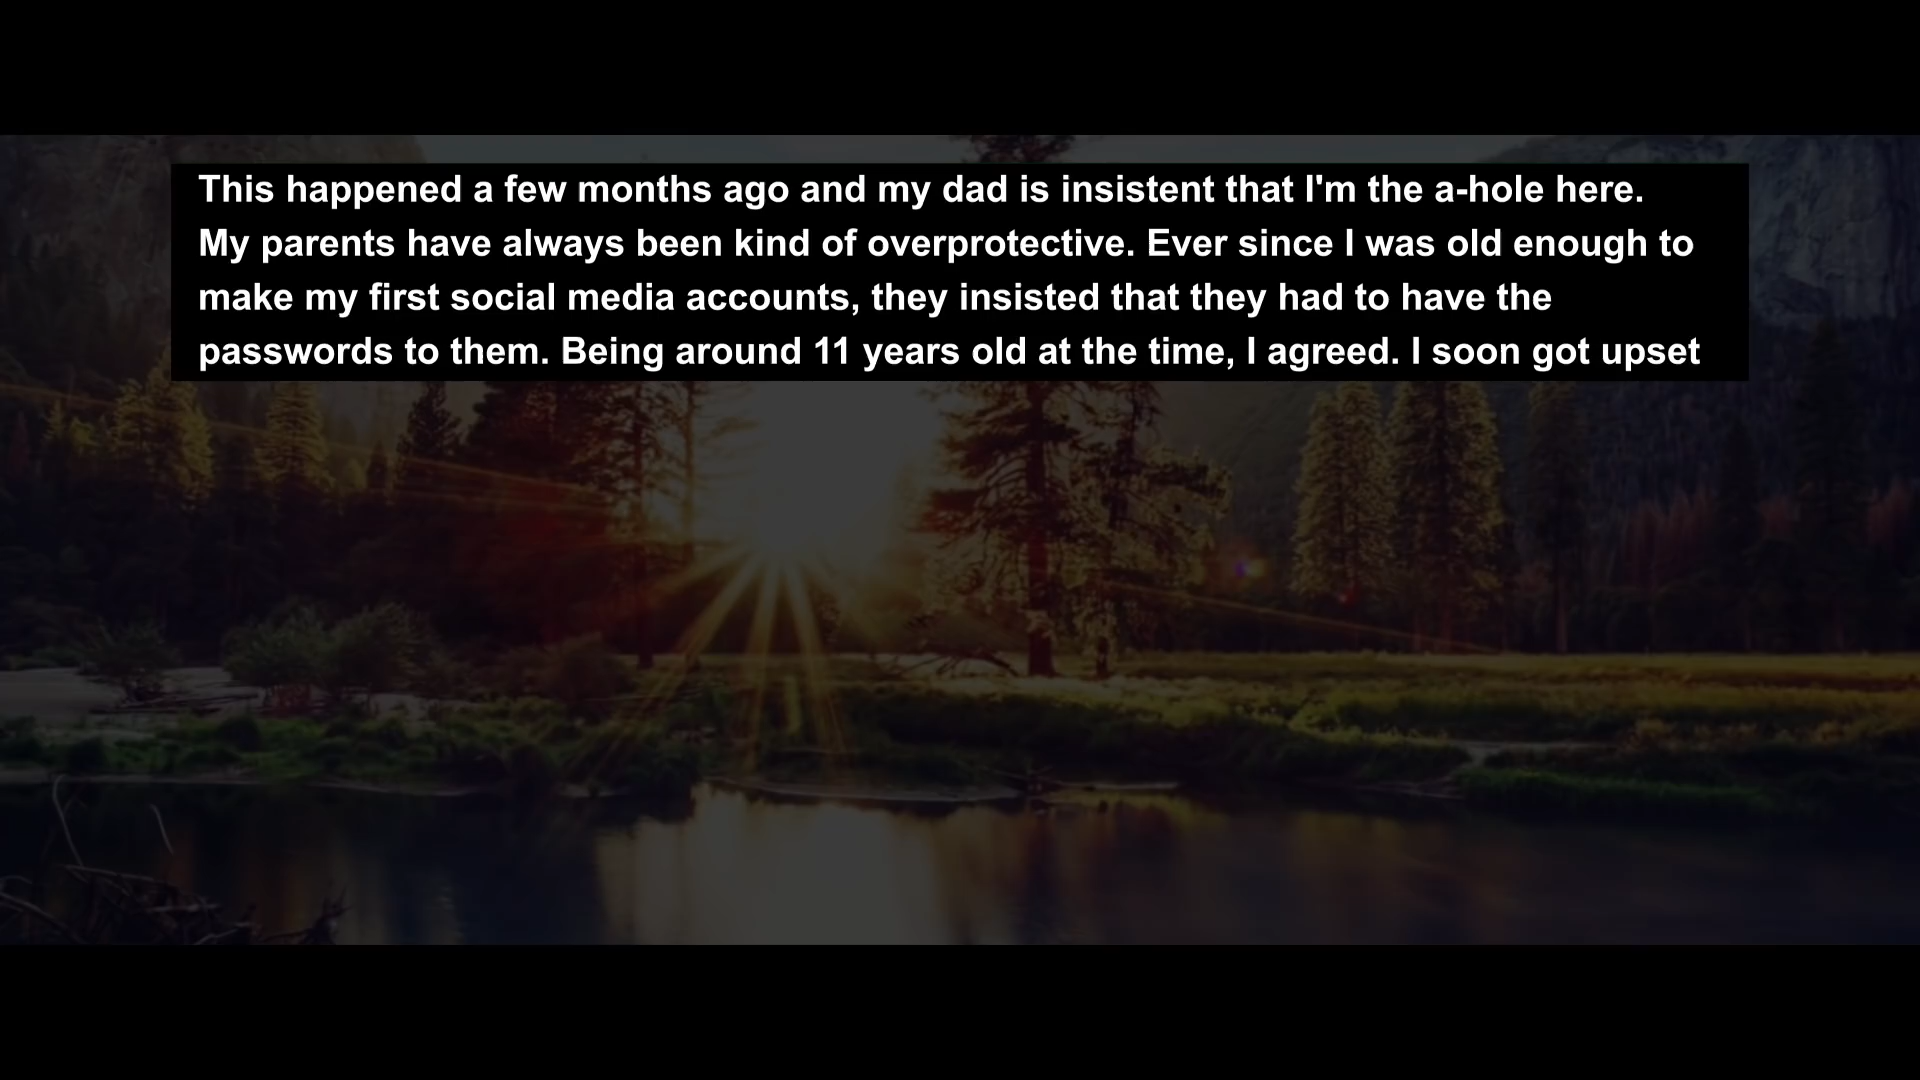 This happened a few months ago and my dad is insistent that I'm the a-hole here.
My parents have always been kind of overprotective. Ever since I was old enough to
make my first social media accounts, they insisted that they had to have the
passwords to them. Being around 11 years old at the time, I agreed. I soon got upset